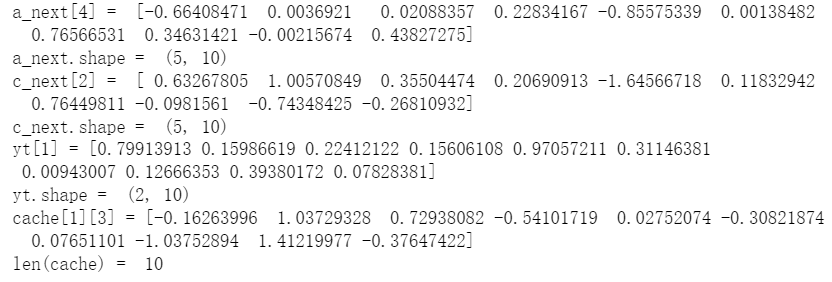 a_next[4] =  [-0.66408471  0.0036921   0.02088357  0.22834167 -0.85575339  0.00138482
  0.76566531  0.34631421 -0.00215674  0.43827275]
a_next.shape =  (5, 10)
c_next[2] =  [ 0.63267805  1.00570849  0.35504474  0.20690913 -1.64566718  0.11832942
  0.76449811 -0.0981561  -0.74348425 -0.26810932]
c_next.shape =  (5, 10)
yt[1] = [0.79913913 0.15986619 0.22412122 0.15606108 0.97057211 0.31146381
 0.00943007 0.12666353 0.39380172 0.07828381]
yt.shape =  (2, 10)
cache[1][3] = [-0.16263996  1.03729328  0.72938082 -0.54101719  0.02752074 -0.30821874
  0.07651101 -1.03752894  1.41219977 -0.37647422]
len(cache) =  10